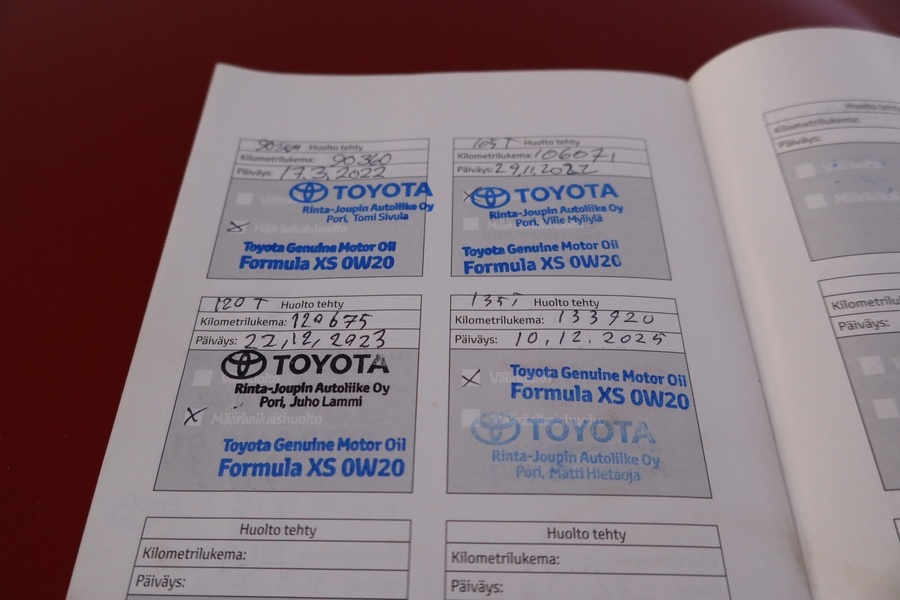 Huolto tehty
Kilometrilukema: 90360
Päiväys: 17.3.2022
TOYOTA
Rinta-Joupin Autoliike Oy
Pori, Tomi Sivula
Määräaikaishuolto
Toyota Genuine Motor Oil
Formula XS 0W20
105 T Huolto tehty
Kilometrilukema: 106071
Päiväys: 29.11.2022
TOYOTA
Rinta-Joupin Autoliike Oy
Pori, Ville Myllylä
Toyota Genuine Motor Oil
Formula XS 0W20
120 T Huolto tehty
Kilometrilukema: 120675
Päiväys: 22.12.2023
TOYOTA
Rinta-Joupin Autoliike Oy
Pori, Juho Lammi
Määräaikaishuolto
Toyota Genuine Motor Oil
Formula XS 0W20
135T Huolto tehty
Kilometrilukema: 133920
Päiväys: 10.12.2025
Toyota Genuine Motor Oil
Formula XS 0W20
Määräaikaishuolto
TOYOTA
Rinta-Joupin Autoliike Oy
Pori, Matti Hietaoja
Huolto tehty
Kilometrilukema:
Päiväys:
Huolto tehty
Kilometrilukema:
Päiväys:
Kilometrilukema:
Päiväys:
Päiväys: